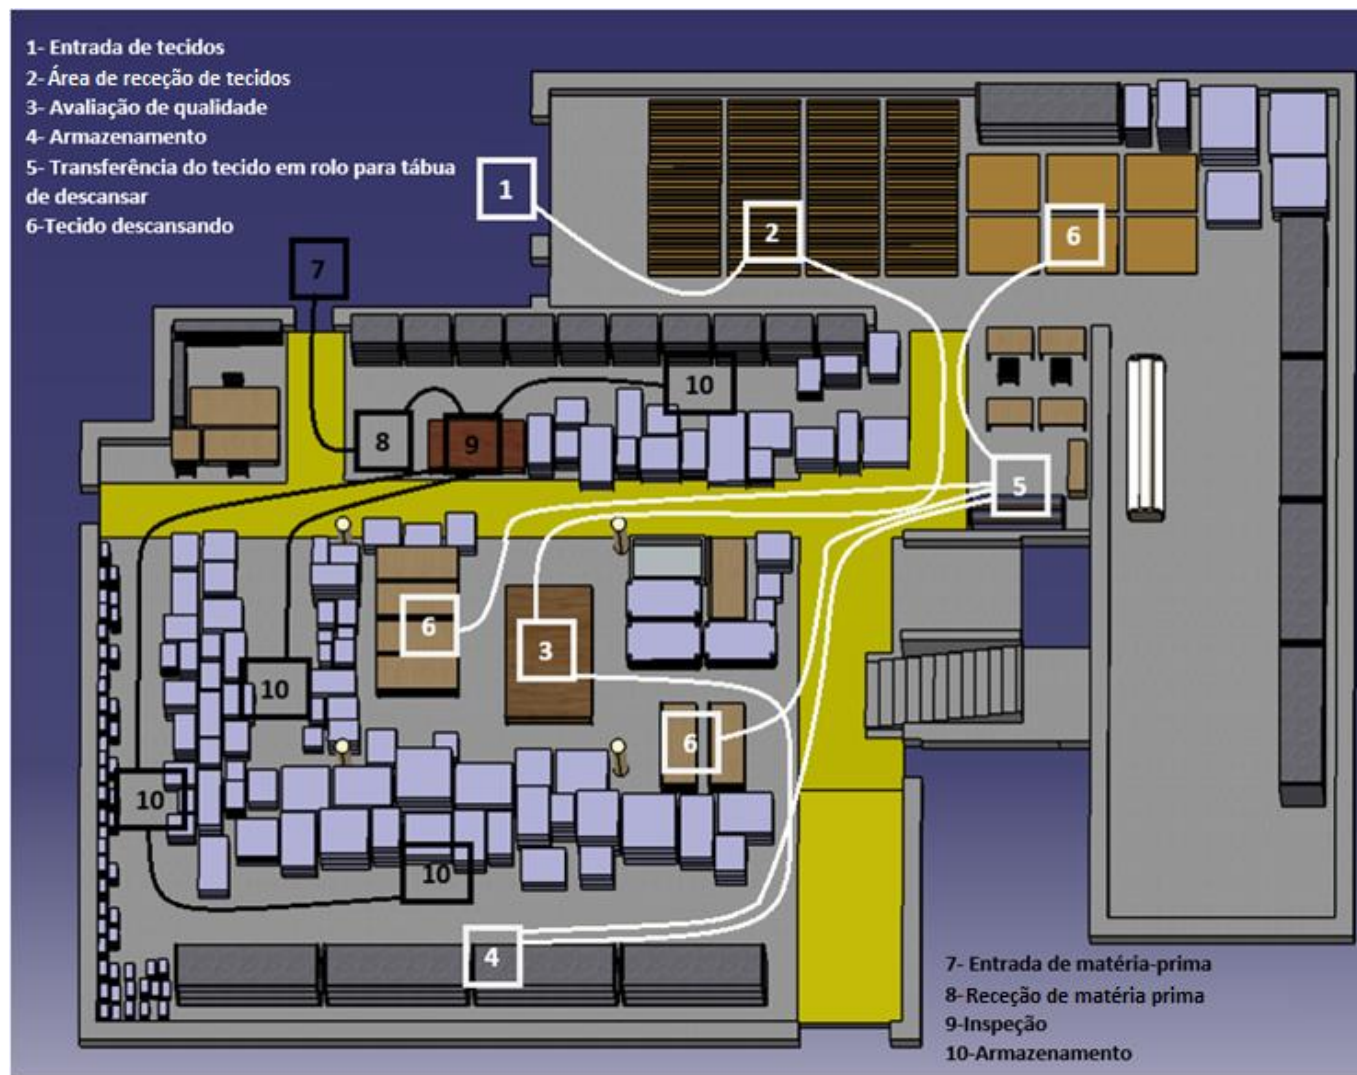 1- Entrada de tecidos
2- Área de receção de tecidos
3- Avaliação de qualidade
4- Armazenamento
5- Transferência do tecido em rolo para tábua
de descansar
6-Tecido descansando
1
2
6
7
10
8
9
5
6
3
10
6
10
10
4
7- Entrada de matéria-prima
8-Receção de matéria prima
9-Inspeção
10-Armazenamento